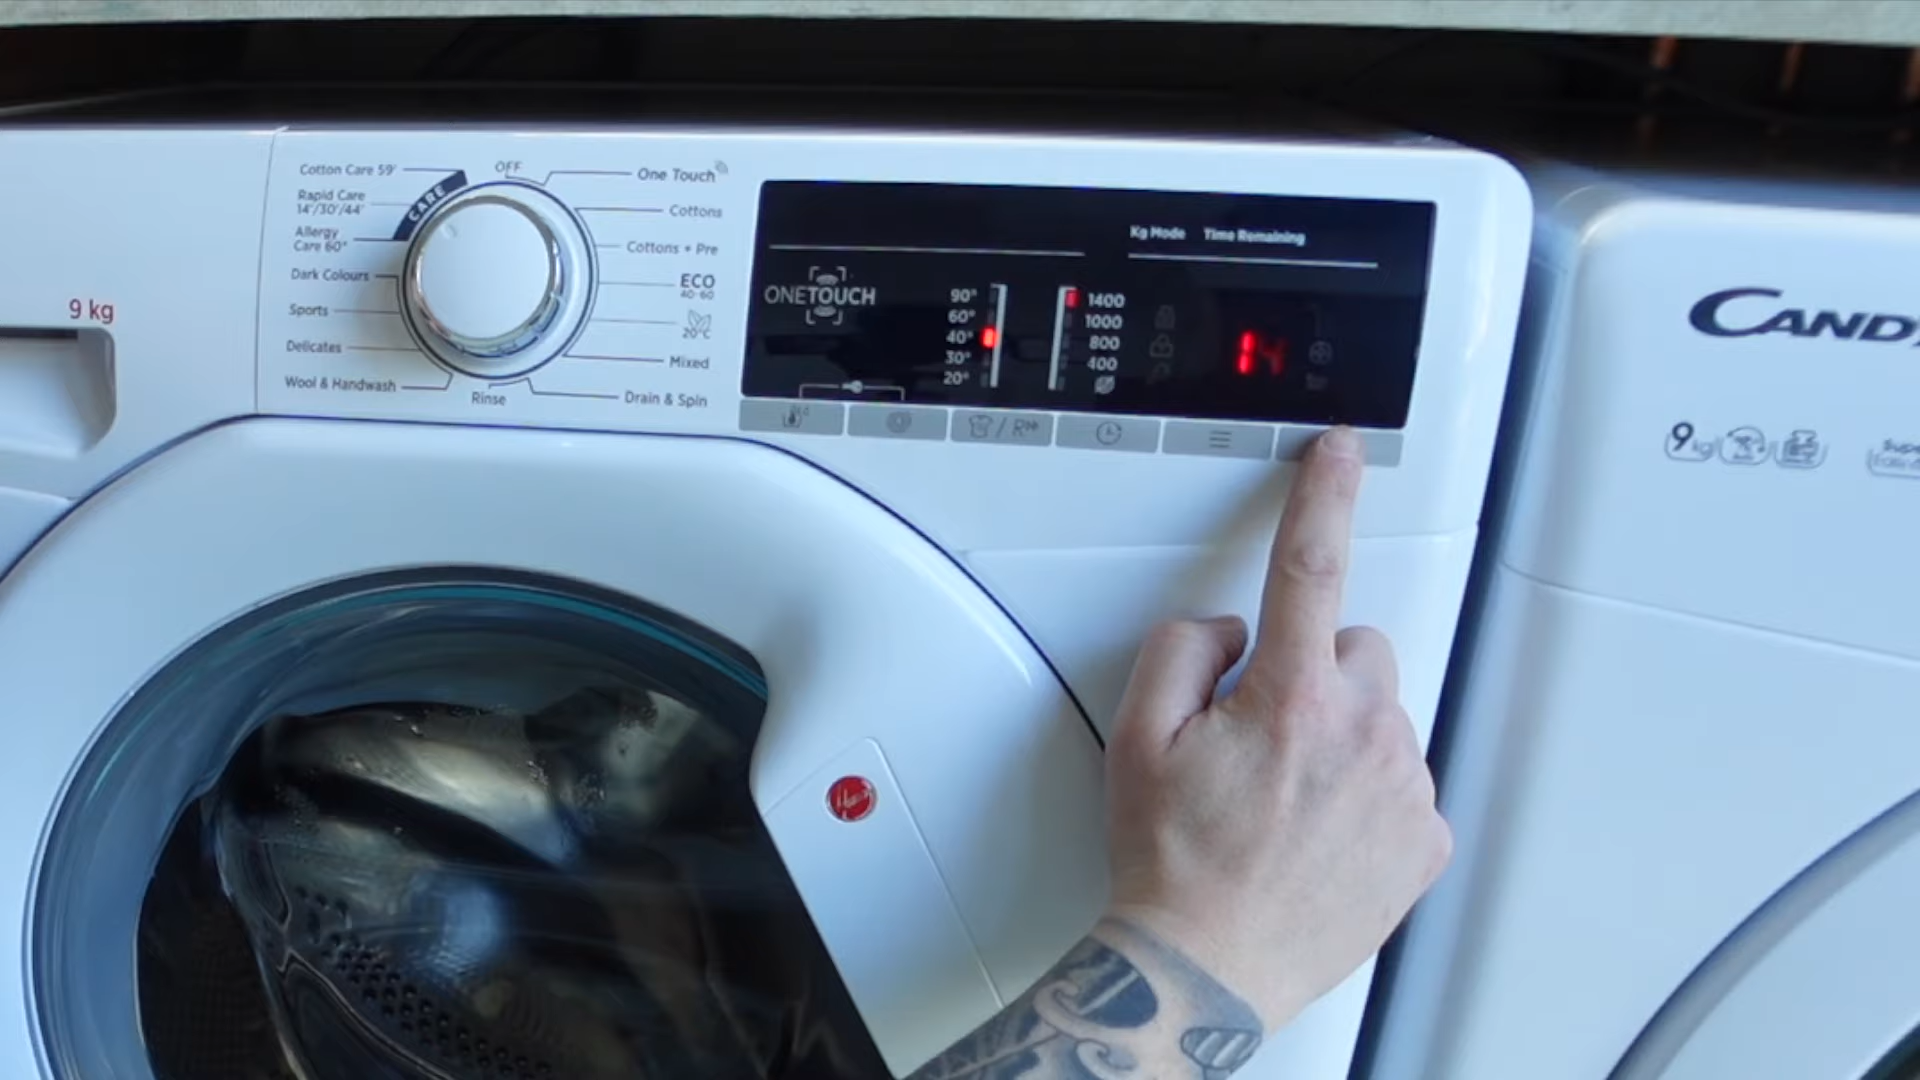 9 kg
OFF
Cotton Care 59'
Rapid Care
14'/30'/44'
Allergy
Care 60°
Dark Colours
Sports
Delicates
Wool & Handwash
CARE
Rinse
One Touch
Cottons
Cottons + Pre
ECO
40-60
20°C
Mixed
Drain & Spin
ONETOUCH
90°
60°
40°
30°
20°
1400
1000
800
400
Kg Mode Time Remaining
14
Hoover
CANDY
9kg